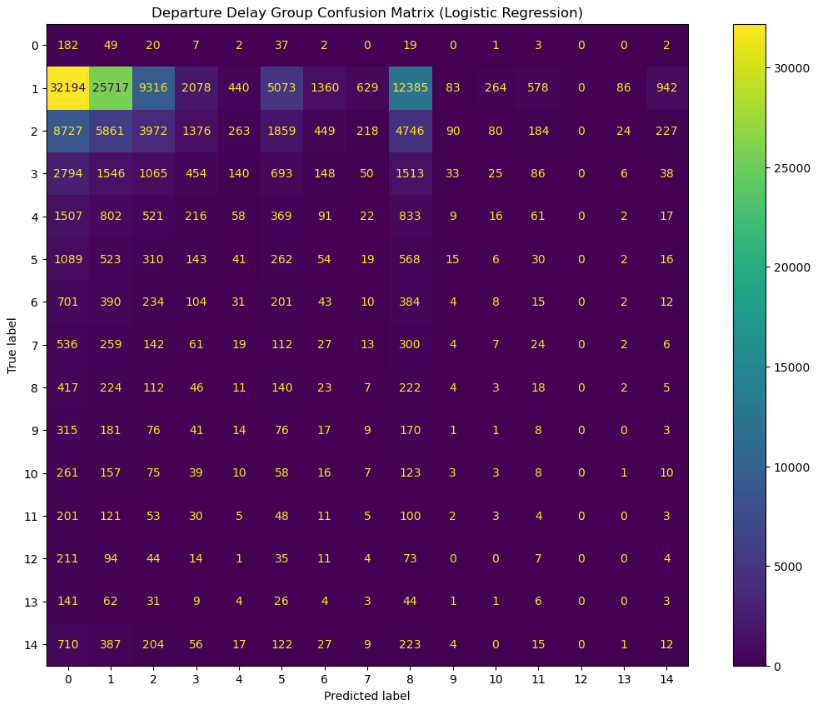 Departure Delay Group Confusion Matrix (Logistic Regression)
0 182 49 20 7 2 37 2 0 19 0 1 3 0 0 2
1 32194 25717 9316 2078 440 5073 1360 629 12385 83 264 578 0 86 942
2 8727 5861 3972 1376 263 1859 449 218 4746 90 80 184 0 24 227
3 2794 1546 1065 454 140 693 148 50 1513 33 25 86 0 6 38
4 1507 802 521 216 58 369 91 22 833 9 16 61 0 2 17
5 1089 523 310 143 41 262 54 19 568 15 6 30 0 2 16
6 701 390 234 104 31 201 43 10 384 4 8 15 0 2 12
7 536 259 142 61 19 112 27 13 300 4 7 24 0 2 6
8 417 224 112 46 11 140 23 7 222 4 3 18 0 2 5
9 315 181 76 41 14 76 17 9 170 1 1 8 0 0 3
10 261 157 75 39 10 58 16 7 123 3 3 8 0 1 10
11 201 121 53 30 5 48 11 5 100 2 3 4 0 0 3
12 211 94 44 14 1 35 11 4 73 0 0 7 0 0 4
13 141 62 31 9 4 26 4 3 44 1 1 6 0 0 3
14 710 387 204 56 17 122 27 9 223 4 0 15 0 1 12
0 1 2 3 4 5 6 7 8 9 10 11 12 13 14
Predicted label
True label
30000
25000
20000
15000
10000
5000
0